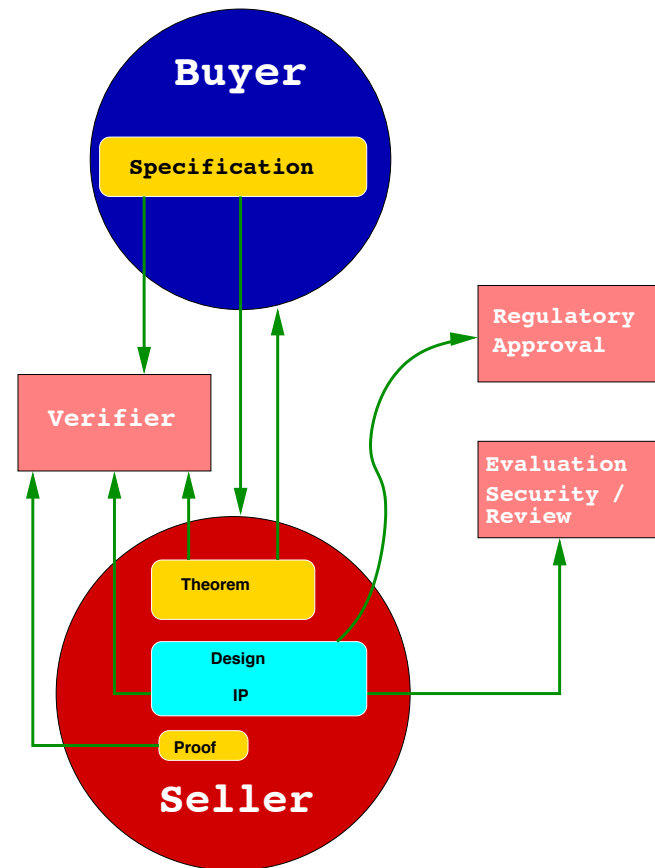 Buyer
Specification
Regulatory
Approval
Verifier
Evaluation
Security /
Review
Theorem
Design
IP
Proof
Seller